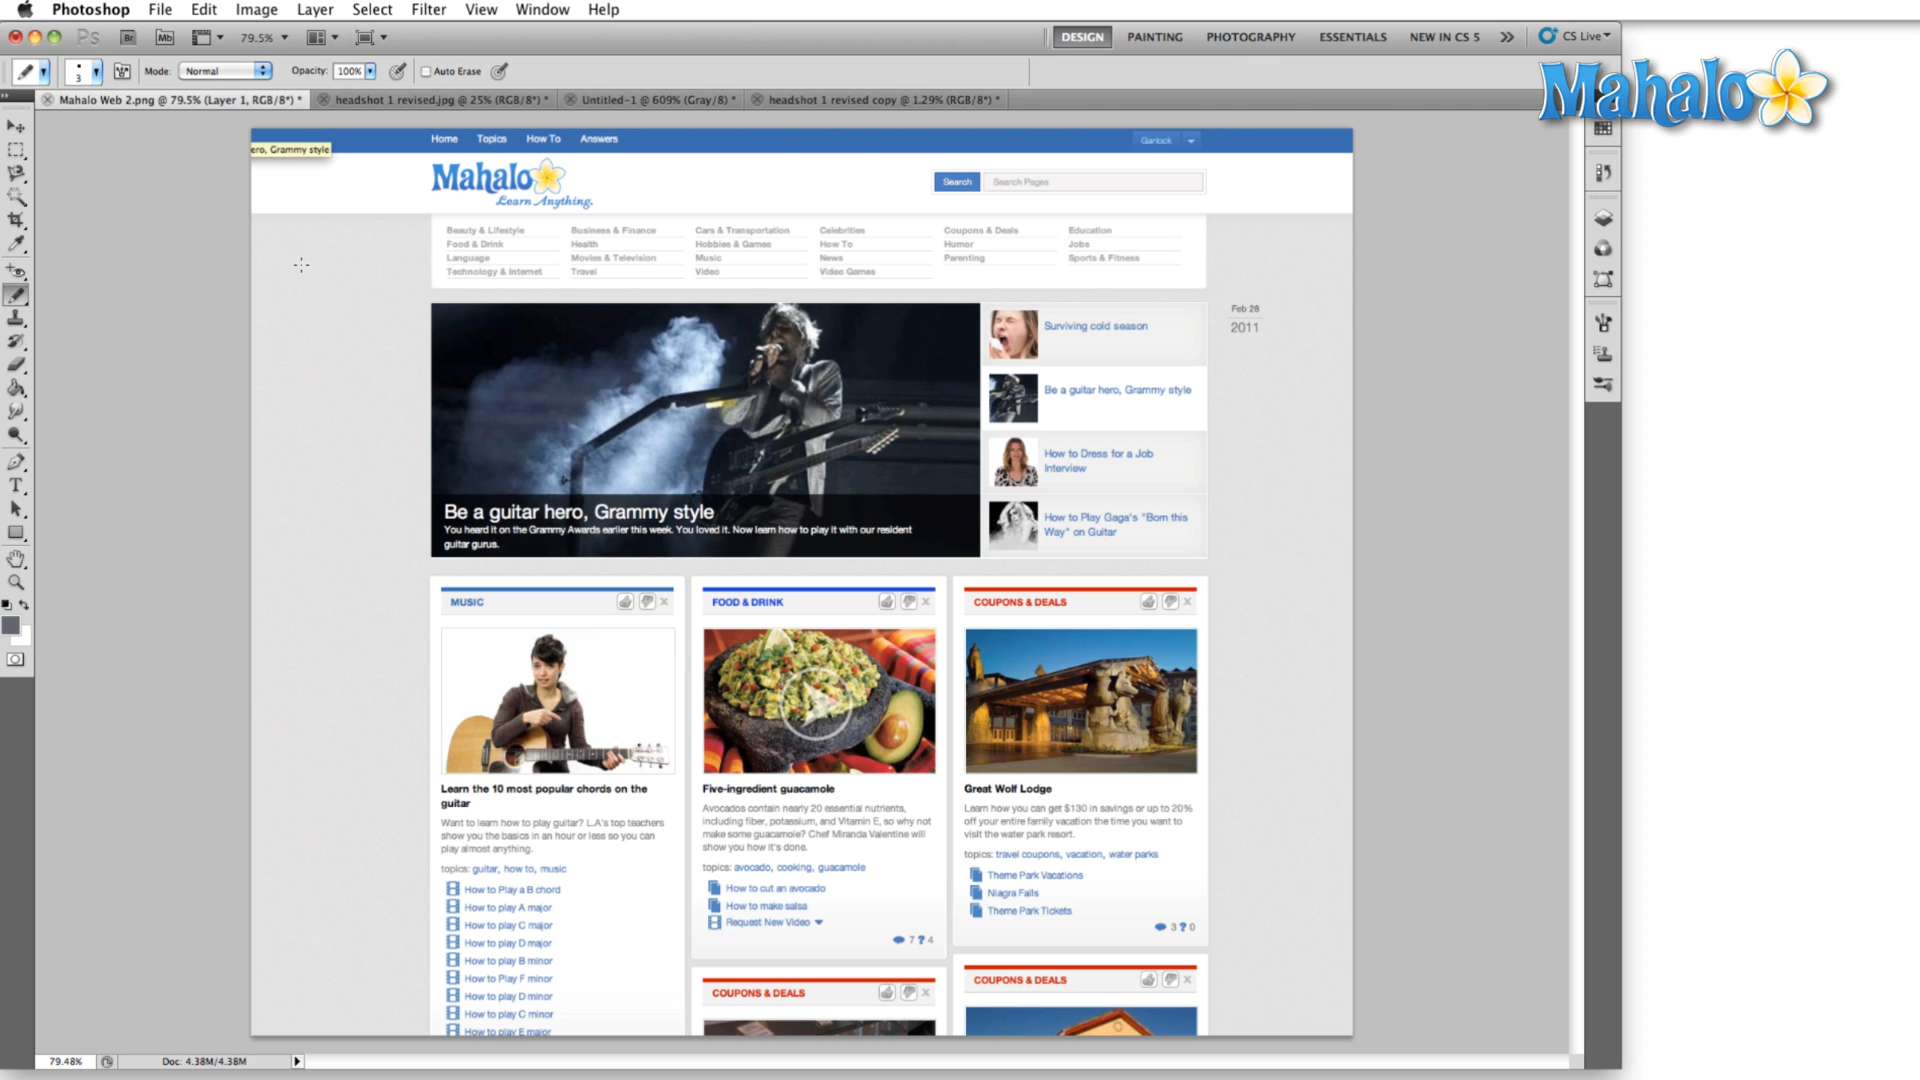 Photoshop File Edit Image Layer Select Filter View Window Help
Ps Br Mb 79.5% DESIGN PAINTING PHOTOGRAPHY ESSENTIALS NEW IN CS 5 CS Live
3 Mode: Normal Opacity: 100% Auto Erase
Mahalo
Mahalo Web 2.png @ 79.5% (Layer 1, RGB/8*) * headshot 1 revised.jpg @ 25% (RGB/8*) * Untitled-1 @ 609% (Gray/8) * headshot 1 revised copy @ 1.29% (RGB/8*) *
Home Topics How To Answers Garlock
ero, Grammy style
Mahalo
Learn Anything.
Search Search Pages
Beauty & Lifestyle Business & Finance Cars & Transportation Celebrities Coupons & Deals Education
Food & Drink Health Hobbies & Games How To Humor Jobs
Language Movies & Television Music News Parenting Sports & Fitness
Technology & Internet Travel Video Video Games
Feb 28
2011
Surviving cold season
Be a guitar hero, Grammy style
How to Dress for a Job
Interview
How to Play Gaga's "Born this
Way" on Guitar
Be a guitar hero, Grammy style
You heard it on the Grammy Awards earlier this week. You loved it. Now learn how to play it with our resident
guitar gurus.
MUSIC
Learn the 10 most popular chords on the
guitar
Want to learn how to play guitar? L.A's top teachers
show you the basics in an hour or less so you can
play almost anything.
topics: guitar, how to, music
How to Play a B chord
How to play A major
How to play C major
How to play D major
How to play B minor
How to Play F minor
How to play D minor
How to play C minor
How to play E major
FOOD & DRINK
Five-ingredient guacamole
Avocados contain nearly 20 essential nutrients,
including fiber, potassium, and Vitamin E, so why not
make some guacamole? Chef Miranda Valentine will
show you how it's done.
topics: avocado, cooking, guacamole
How to cut an avocado
How to make salsa
Request New Video
7 ? 4
COUPONS & DEALS
COUPONS & DEALS
Great Wolf Lodge
Learn how you can get $130 in savings or up to 20%
off your entire family vacation the time you want to
visit the water park resort.
topics: travel coupons, vacation, water parks
Theme Park Vacations
Niagra Falls
Theme Park Tickets
3 ? 0
COUPONS & DEALS
79.48% Doc: 4.38M/4.38M